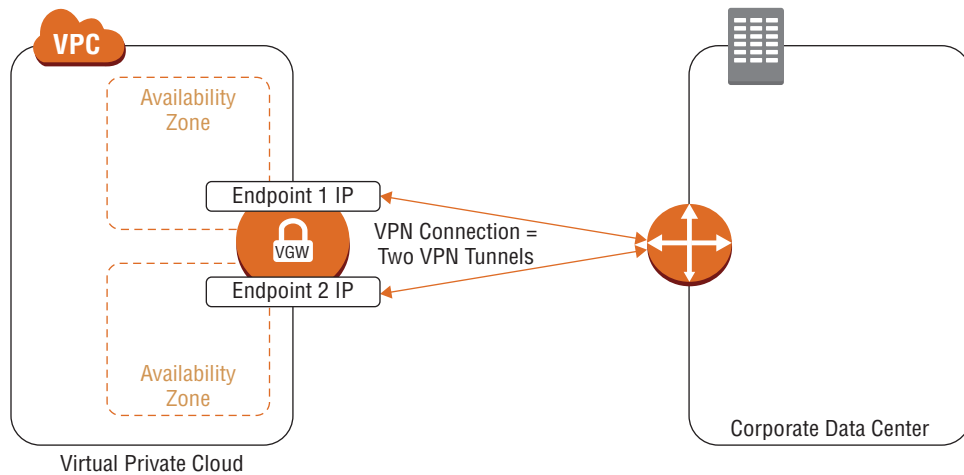 VPC
Availability
Zone
Endpoint 1 IP
VPN Connection =
Two VPN Tunnels
VGW
Endpoint 2 IP
Availability
Zone
Corporate Data Center
Virtual Private Cloud